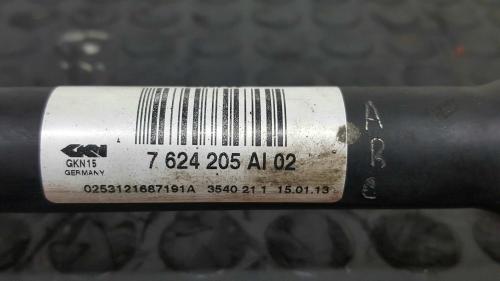 GKN
GKN15
GERMANY
7 624 205 AI 02
0253121687191A 3540 21 1 15.01.13
A
R